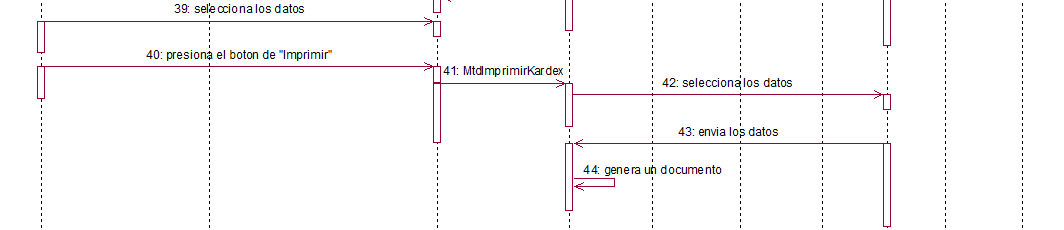 39: selecciona los datos
40: presiona el boton de "Imprimir"
41: MtdImprimirKardex
42: selecciona los datos
43: envia los datos
44: genera un documento